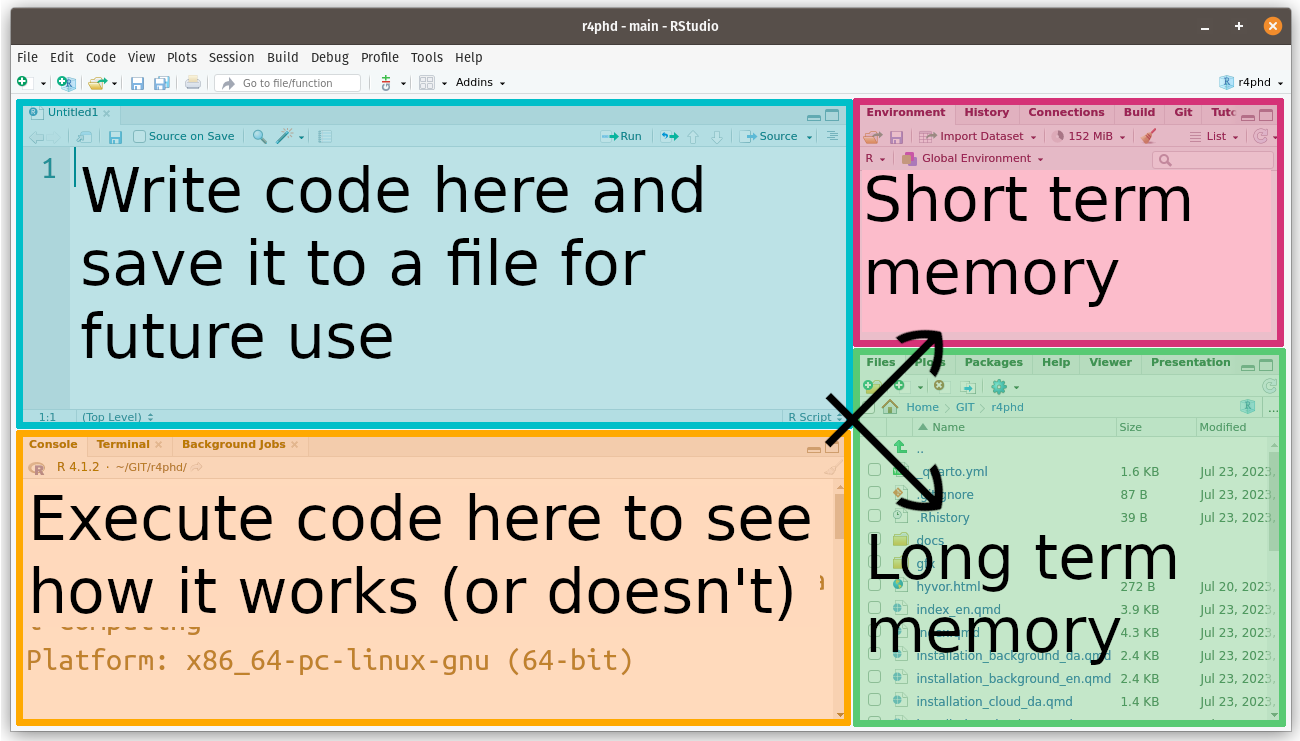 r4phd - main - RStudio
File Edit Code View Plots Session Build Debug Profile Tools Help
Go to file/function Addins r4phd
Untitled1
Source on Save Run Source
1
Write code here and
save it to a file for
future use
1:1 (Top Level) R Script
Console Terminal Background Jobs
R 4.1.2 · ~/GIT/r4phd/
Execute code here to see
how it works (or doesn't)
Platform: x86_64-pc-linux-gnu (64-bit)
Environment History Connections Build Git
Import Dataset 152 MiB List
R Global Environment
Short term
memory
Files Plots Packages Help Viewer Presentation
Home GIT r4phd
...
Name Size Modified
..
_quarto.yml 1.6 KB Jul 23, 2023,
.gitignore 87 B Jul 23, 2023,
.Rhistory 39 B Jul 23, 2023,
docs
Long term
memory
hyvor.html 272 B Jul 20, 2023,
index_en.qmd 3.9 KB Jul 23, 2023,
index.qmd 4.3 KB Jul 23, 2023,
installation_background_da.qmd 2.4 KB Jul 23, 2023,
installation_background_en.qmd 2.4 KB Jul 23, 2023,
installation_cloud_da.qmd 1.4 KB Jul 23, 2023,